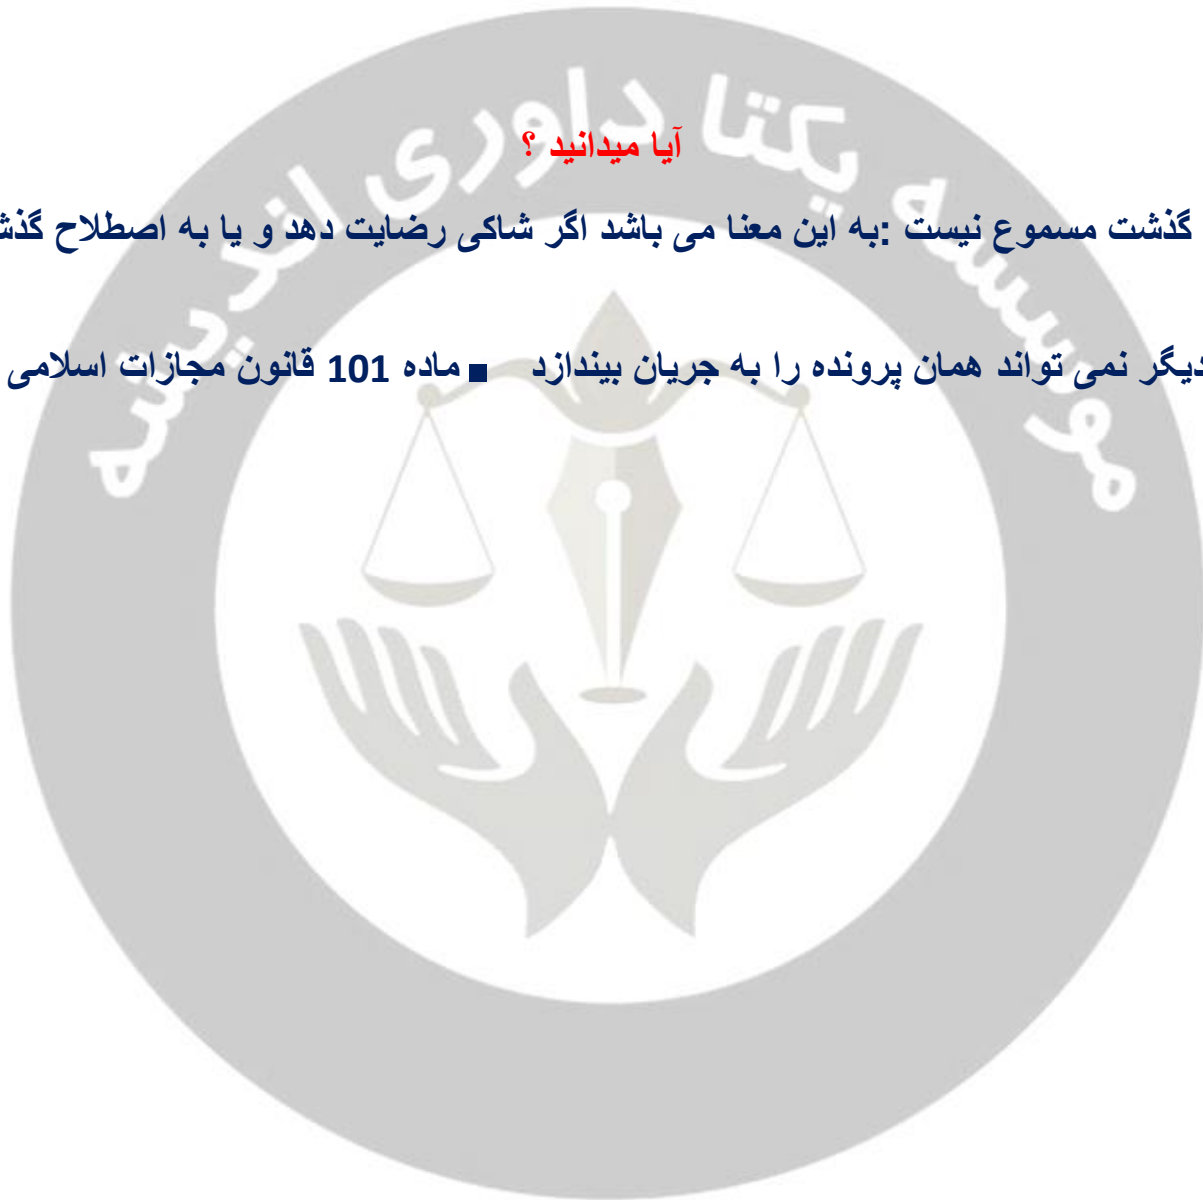 آیا میدانید ؟
گذشت مسموع نیست :به این معنا می باشد اگر شاکی رضایت دهد و یا به اصطلاح
دیگر نمی تواند همان پرونده را به جریان بیندازد ■ ماده 101 قانون مجازات اسلامی
موسسه یکتا داوری اندیشه